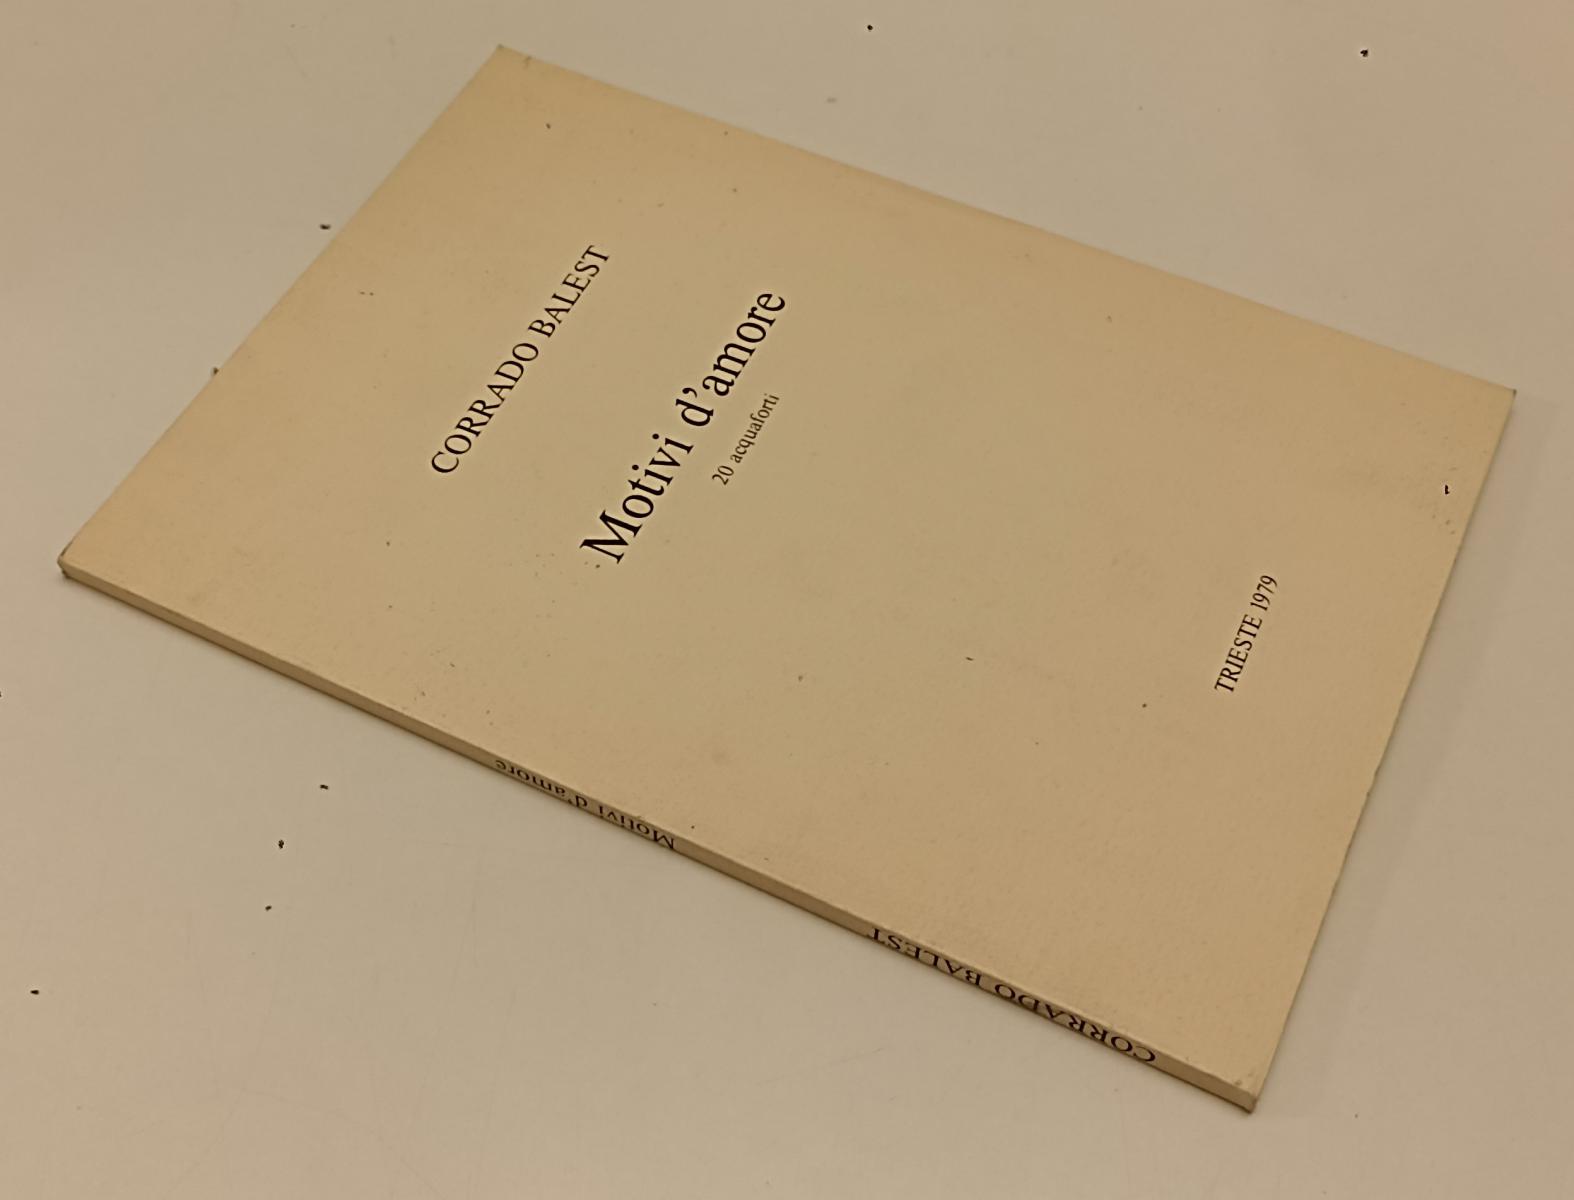 CORRADO BALEST
Motivi d'amore
20 acquaforti
TRIESTE 1979
CORRADO BALEST
Motivi d'amore